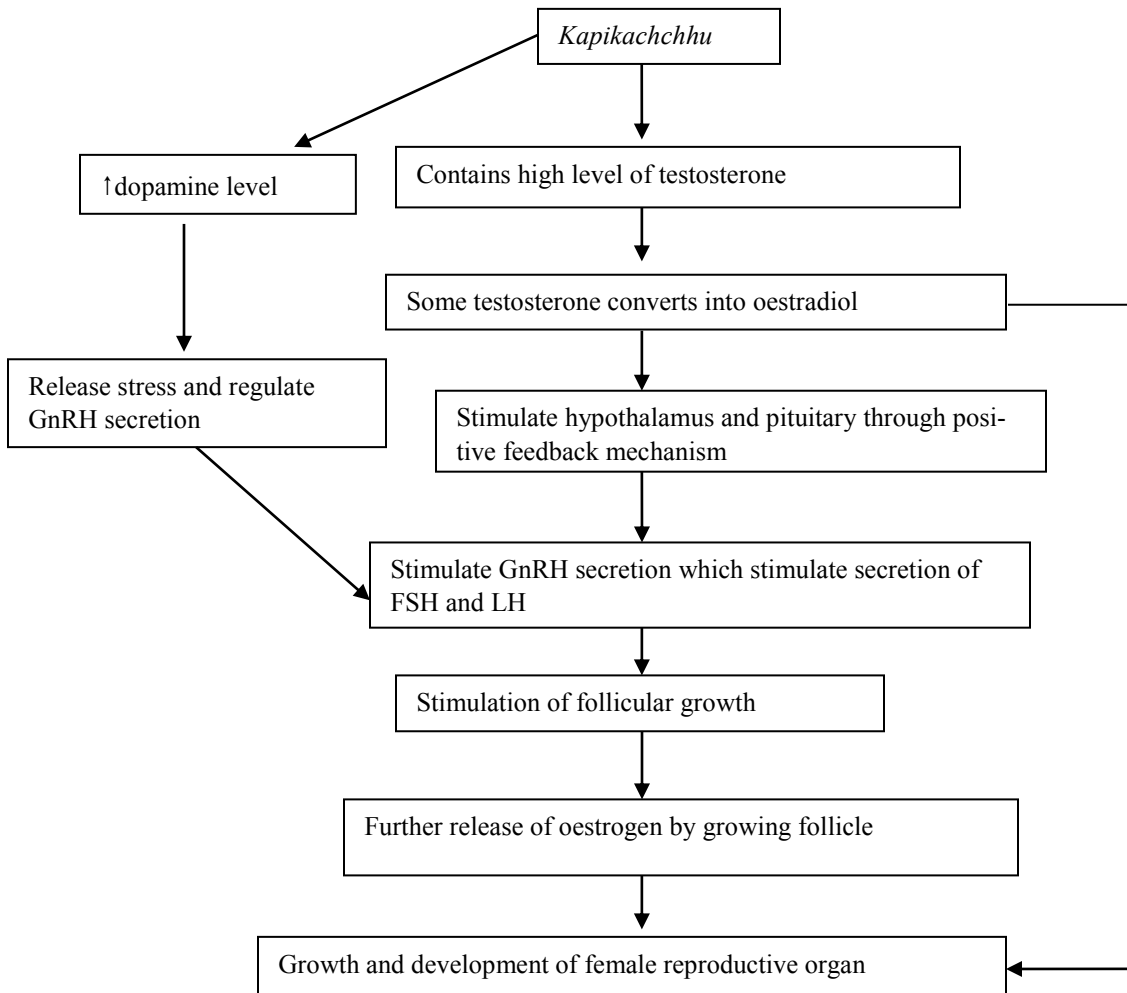 Kapikachchhu
↑dopamine level
Contains high level of testosterone
Some testosterone converts into oestradiol
Release stress and regulate
GnRH secretion
Stimulate hypothalamus and pituitary through posi-
tive feedback mechanism
Stimulate GnRH secretion which stimulate secretion of
FSH and LH
Stimulation of follicular growth
Further release of oestrogen by growing follicle
Growth and development of female reproductive organ